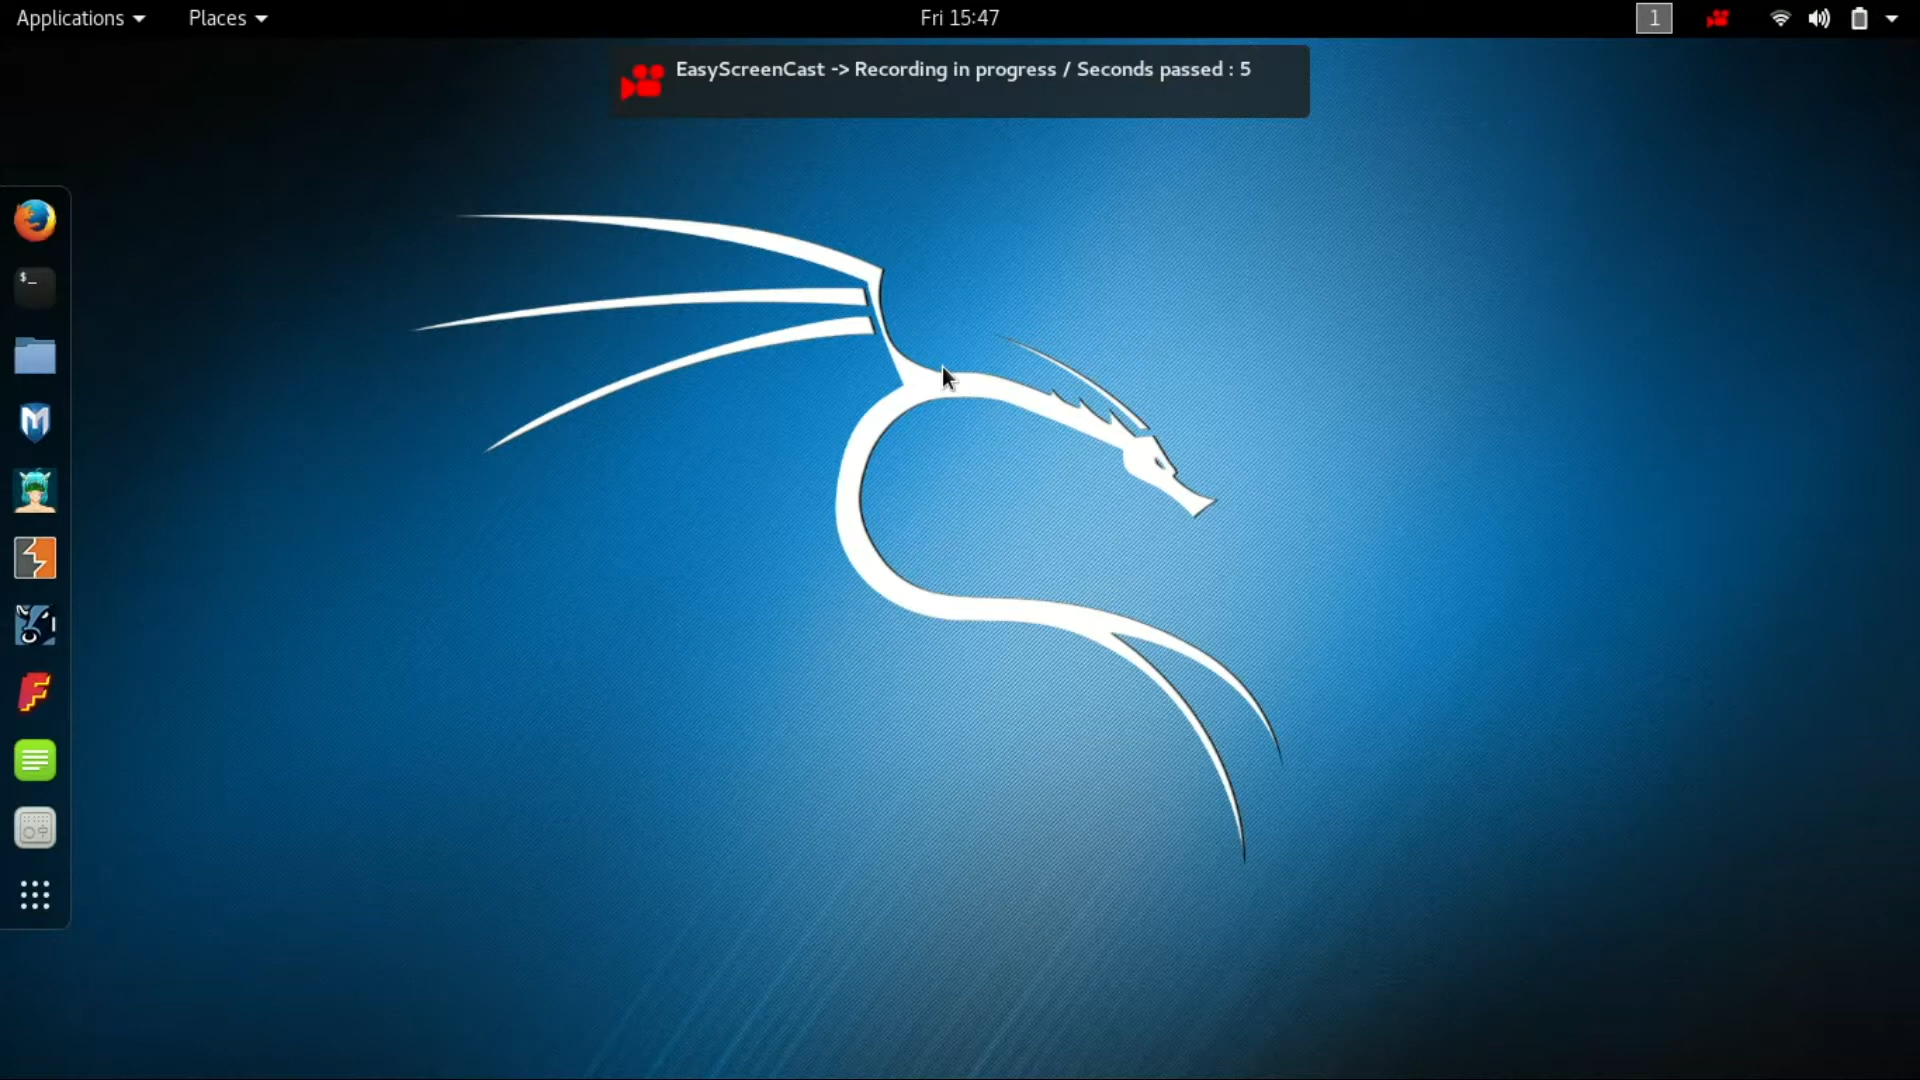 Applications Places Fri 15:47 1
EasyScreenCast -> Recording in progress / Seconds passed : 5
$_